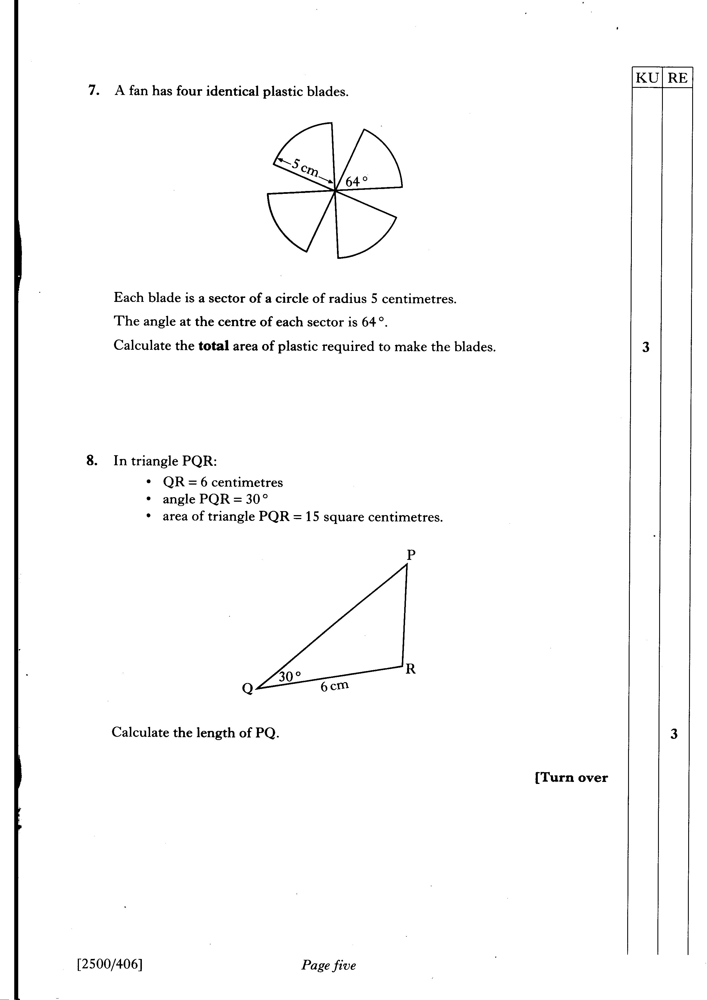 KU RE
7. A fan has four identical plastic blades.
5 cm
64°
Each blade is a sector of a circle of radius 5 centimetres.
The angle at the centre of each sector is 64°.
Calculate the total area of plastic required to make the blades. 3
8. In triangle PQR:
• QR = 6 centimetres
• angle PQR = 30°
• area of triangle PQR = 15 square centimetres.
P
30°
R
Q
6 cm
Calculate the length of PQ. 3
[Turn over
[2500/406] Page five